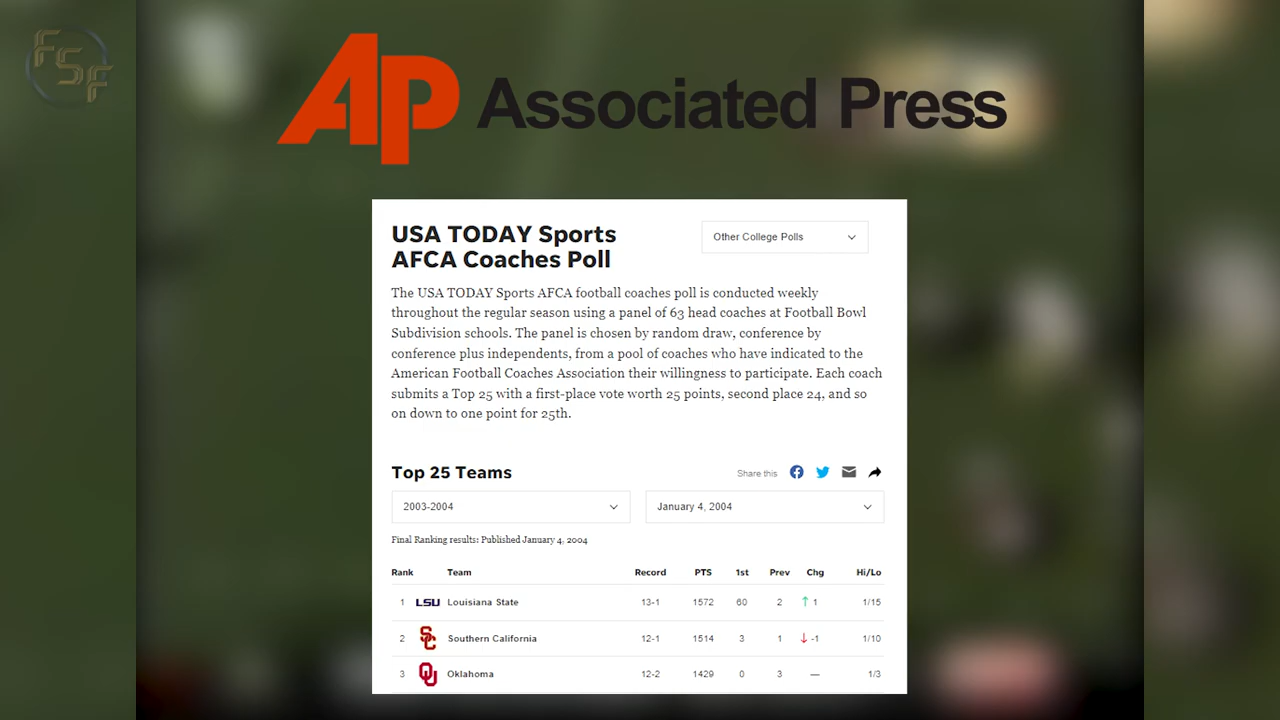 FSF
AP Associated Press
USA TODAY Sports
AFCA Coaches Poll
Other College Polls
The USA TODAY Sports AFCA football coaches poll is conducted weekly
throughout the regular season using a panel of 63 head coaches at Football Bowl
Subdivision schools. The panel is chosen by random draw, conference by
conference plus independents, from a pool of coaches who have indicated to the
American Football Coaches Association their willingness to participate. Each coach
submits a Top 25 with a first-place vote worth 25 points, second place 24, and so
on down to one point for 25th.
Top 25 Teams
Share this
2003-2004
January 4, 2004
Final Ranking results: Published January 4, 2004
Rank Team Record PTS 1st Prev Chg Hi/Lo
1 LSU Louisiana State 13-1 1572 60 2 ↑ 1 1/15
2 SC Southern California 12-1 1514 3 1 ↓ -1 1/10
3 OU Oklahoma 12-2 1429 0 3 — 1/3